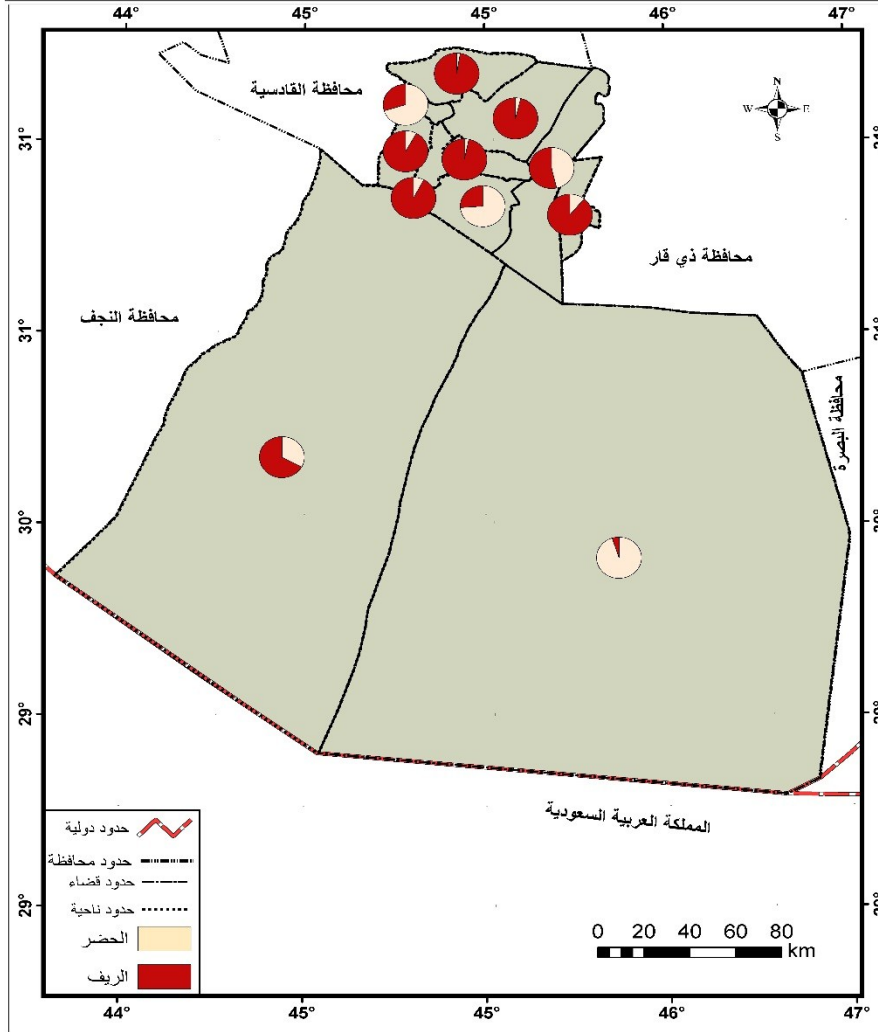 44° 45° 45° 46° 47°
محافظة القادسية
N
W E
S
31°
محافظة ذي قار
محافظة النجف
31°
محافظة البصرة
30°
29°
المملكة العربية السعودية
حدود دولية
حدود محافظة
حدود قضاء
حدود ناحية
الحضر
الريف
29°
0 20 40 60 80
km
44° 45° 45° 46° 47°